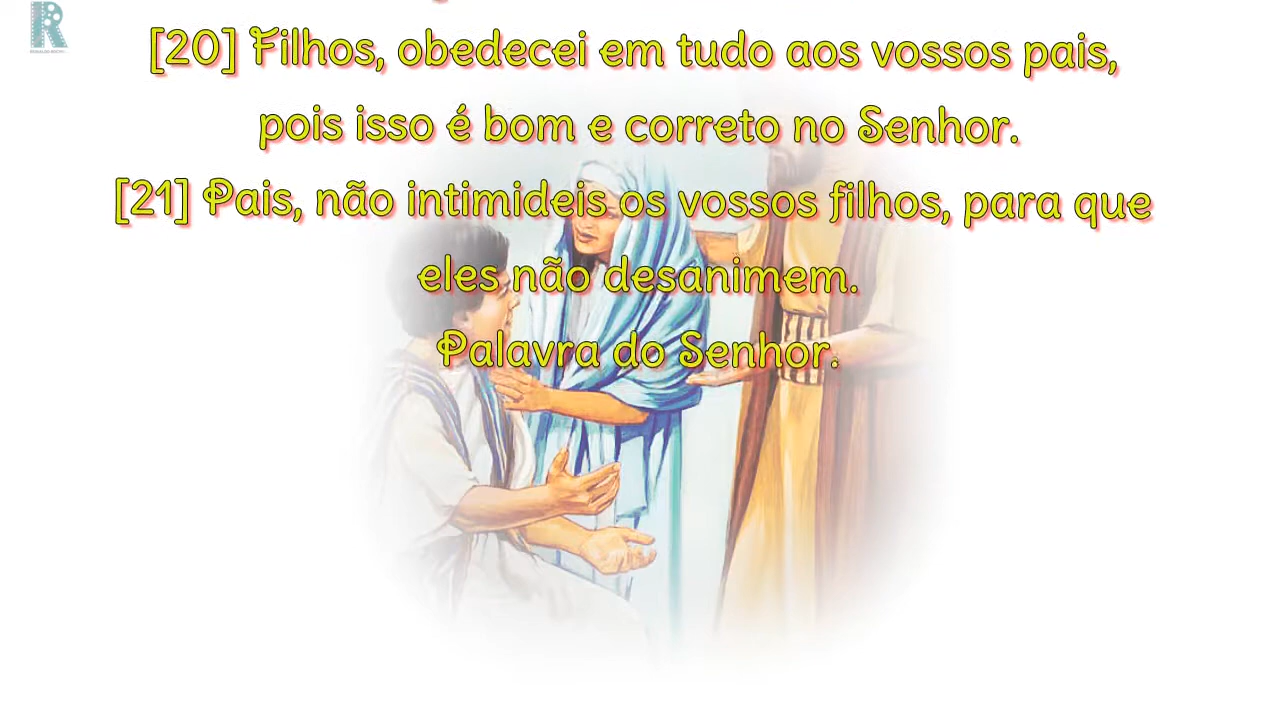 R
[20] Filhos, obedecei em tudo aos vossos pais,
pois isso é bom e correto no Senhor.
[21] Pais, não intimideis os vossos filhos, para que
eles não desanimem.
Palavra do Senhor.